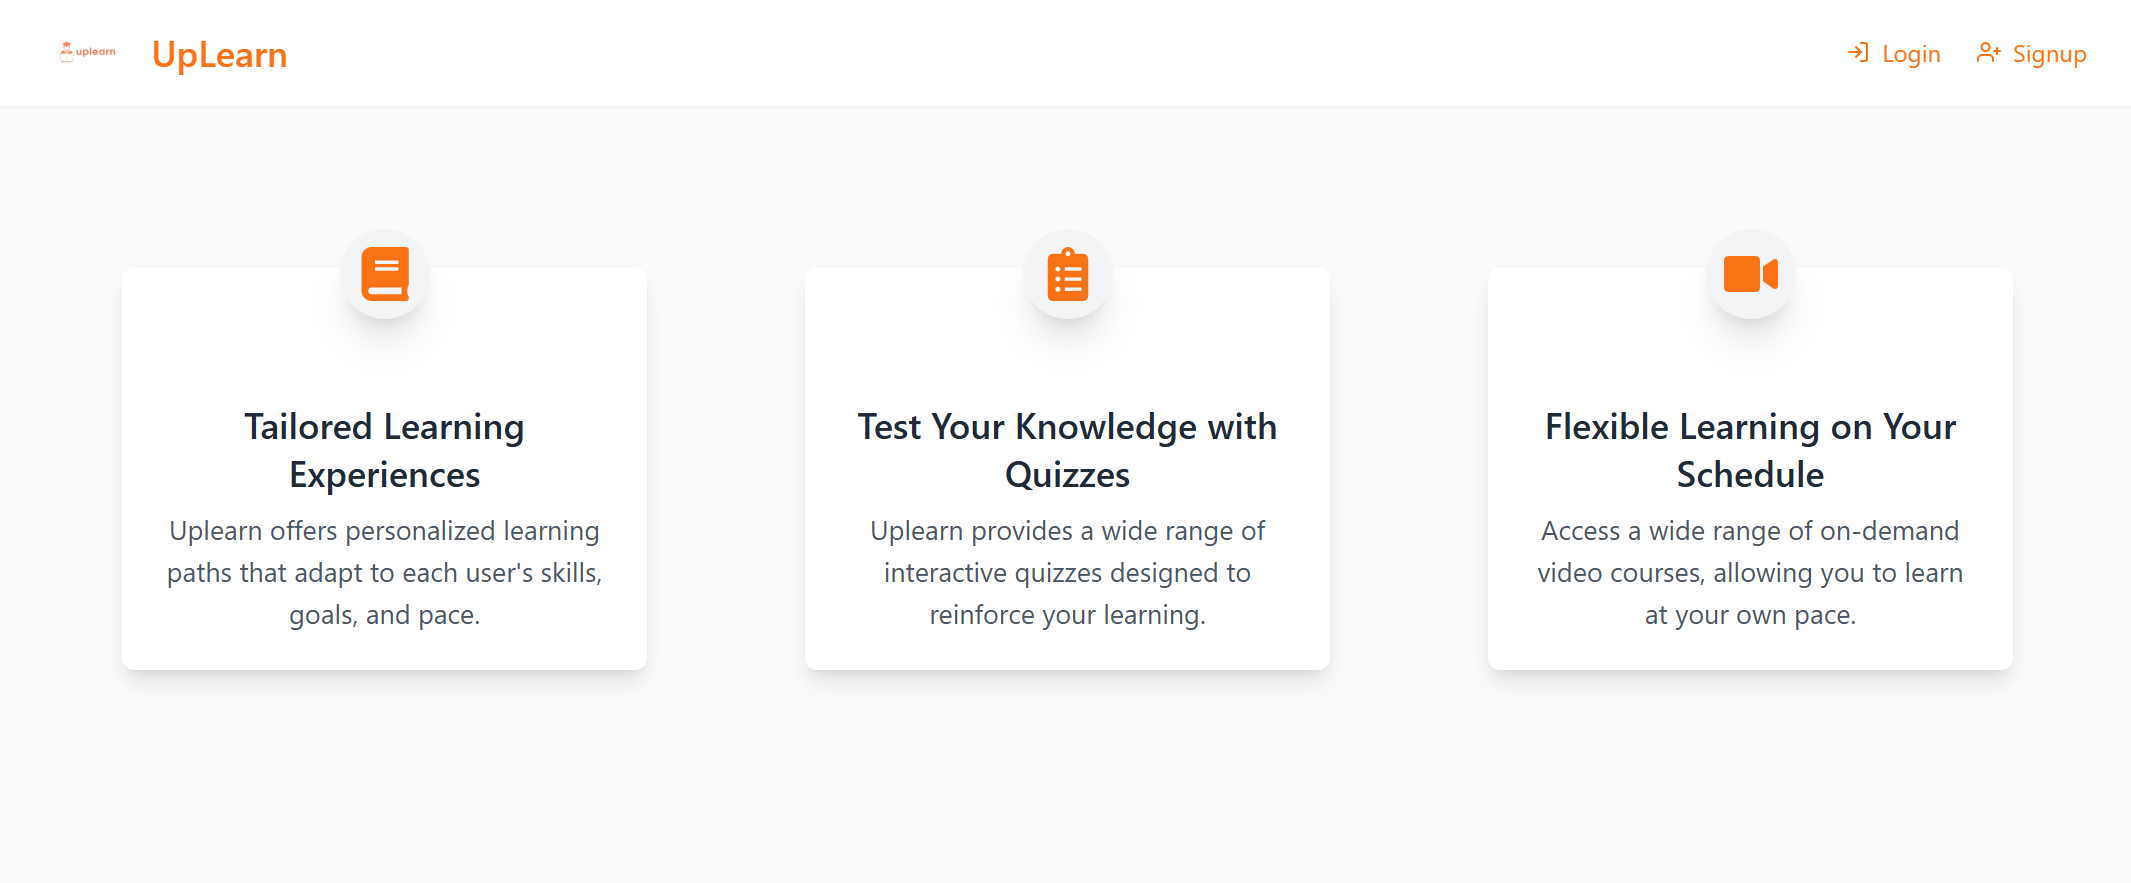 uplearn
UpLearn
Login
Signup
Tailored Learning
Experiences
Uplearn offers personalized learning
paths that adapt to each user's skills,
goals, and pace.
Test Your Knowledge with
Quizzes
Uplearn provides a wide range of
interactive quizzes designed to
reinforce your learning.
Flexible Learning on Your
Schedule
Access a wide range of on-demand
video courses, allowing you to learn
at your own pace.